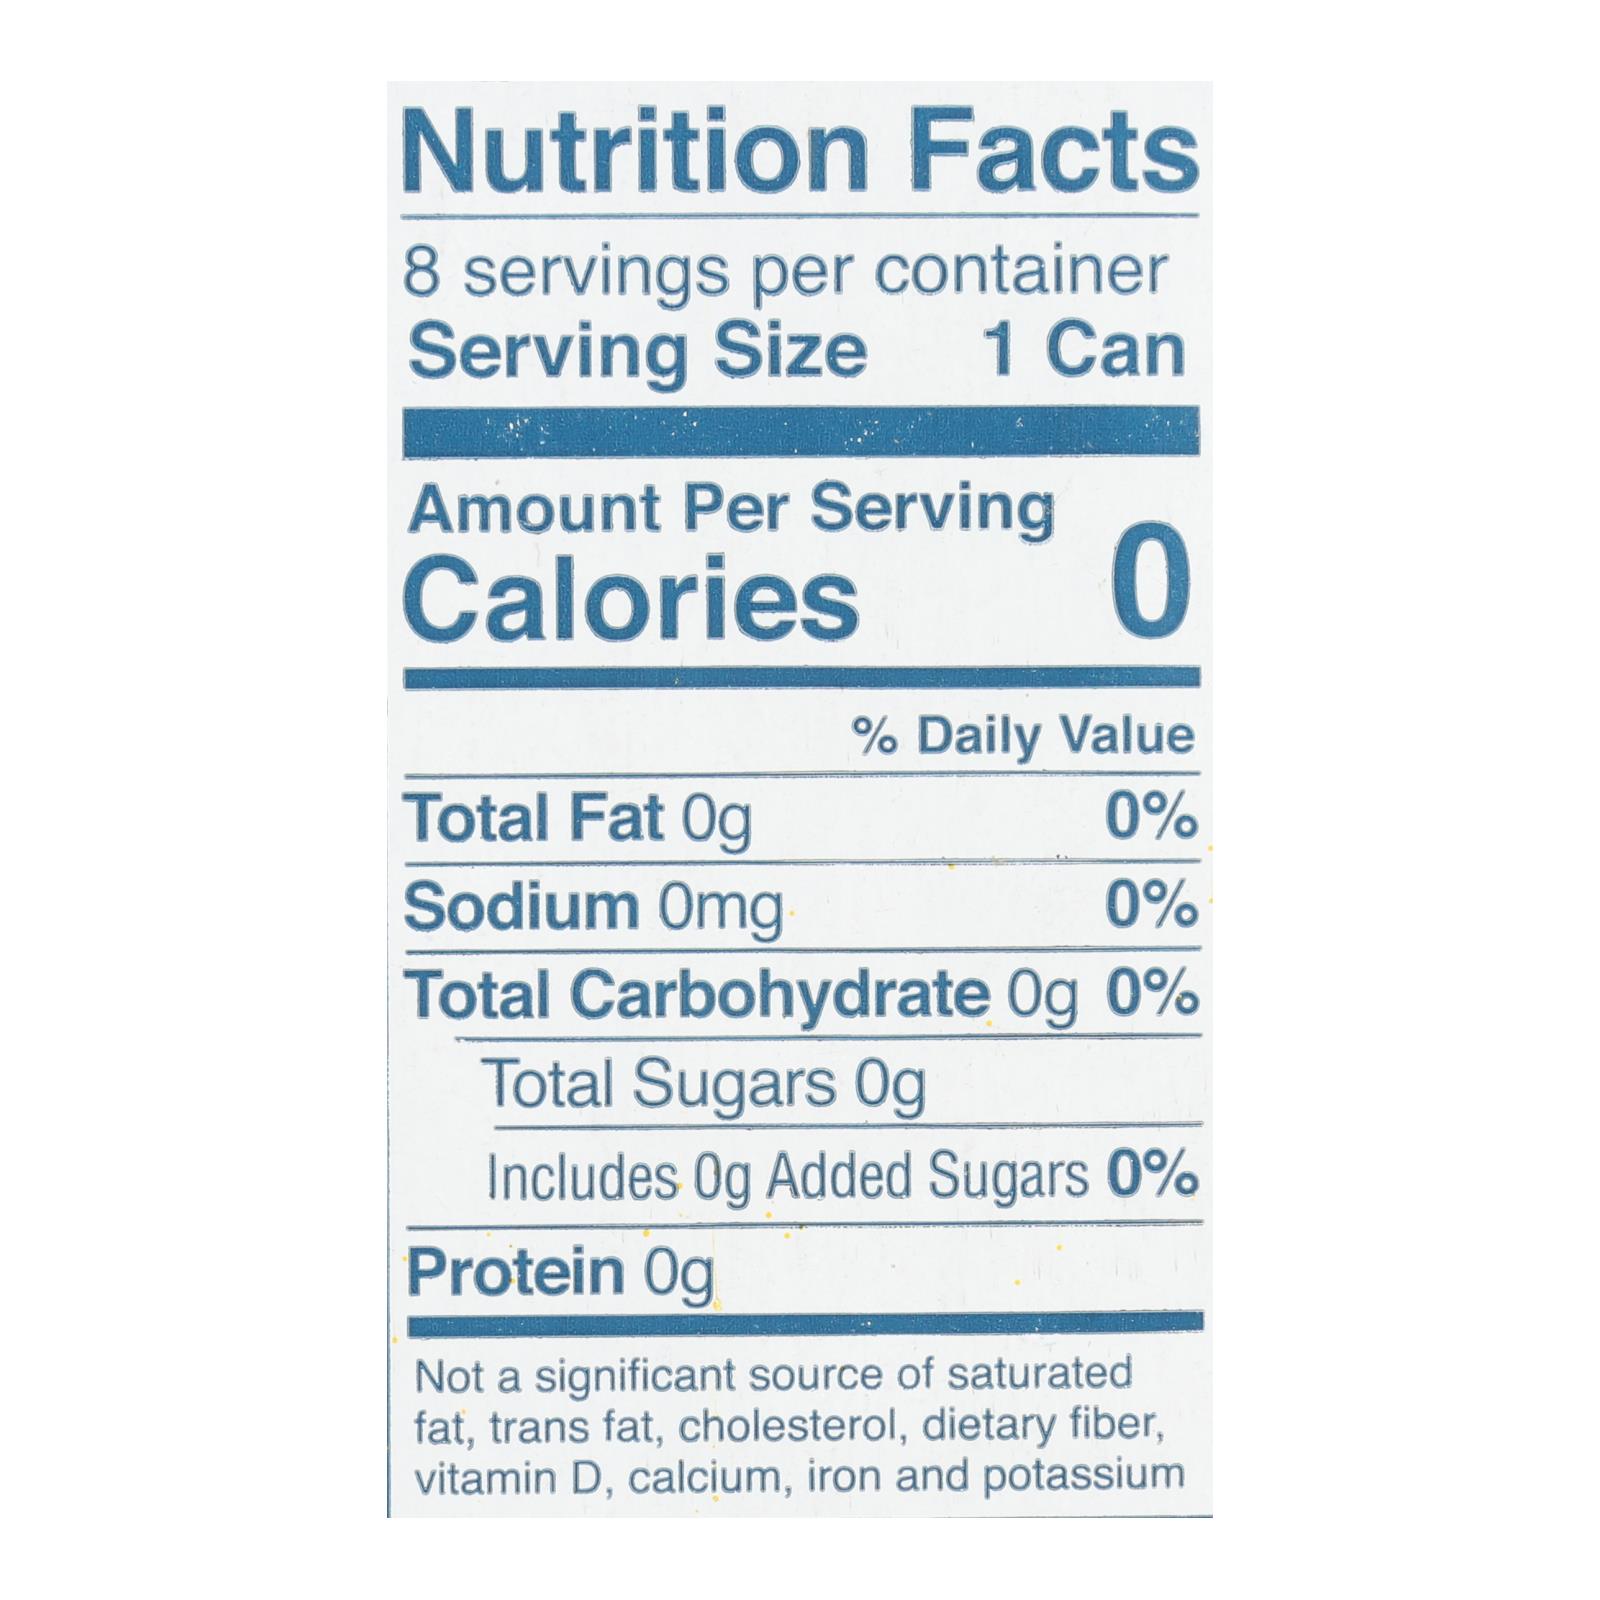 Nutrition Facts
8 servings per container
Serving Size 1 Can
Amount Per Serving
Calories 0
% Daily Value
Total Fat 0g 0%
Sodium 0mg 0%
Total Carbohydrate 0g 0%
Total Sugars 0g
Includes 0g Added Sugars 0%
Protein 0g
Not a significant source of saturated
fat, trans fat, cholesterol, dietary fiber,
vitamin D, calcium, iron and potassium